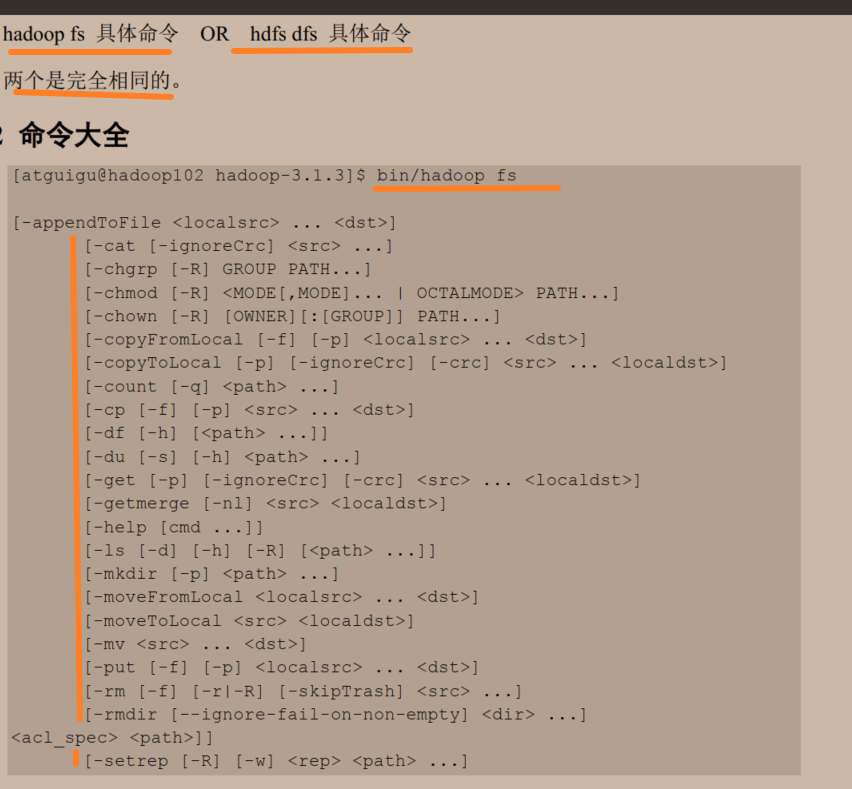 hadoop fs 具体命令 OR hdfs dfs 具体命令
两个是完全相同的。
2 命令大全
[atguigu@hadoop102 hadoop-3.1.3]$ bin/hadoop fs
[-appendToFile <localsrc> ... <dst>]
[-cat [-ignoreCrc] <src> ...]
[-chgrp [-R] GROUP PATH...]
[-chmod [-R] <MODE[,MODE]... | OCTALMODE> PATH...]
[-chown [-R] [OWNER][:[GROUP]] PATH...]
[-copyFromLocal [-f] [-p] <localsrc> ... <dst>]
[-copyToLocal [-p] [-ignoreCrc] [-crc] <src> ... <localdst>]
[-count [-q] <path> ...]
[-cp [-f] [-p] <src> ... <dst>]
[-df [-h] [<path> ...]]
[-du [-s] [-h] <path> ...]
[-get [-p] [-ignoreCrc] [-crc] <src> ... <localdst>]
[-getmerge [-nl] <src> <localdst>]
[-help [cmd ...]]
[-ls [-d] [-h] [-R] [<path> ...]]
[-mkdir [-p] <path> ...]
[-moveFromLocal <localsrc> ... <dst>]
[-moveToLocal <src> <localdst>]
[-mv <src> ... <dst>]
[-put [-f] [-p] <localsrc> ... <dst>]
[-rm [-f] [-r|-R] [-skipTrash] <src> ...]
[-rmdir [--ignore-fail-on-non-empty] <dir> ...]
<acl_spec> <path>]]
[-setrep [-R] [-w] <rep> <path> ...]